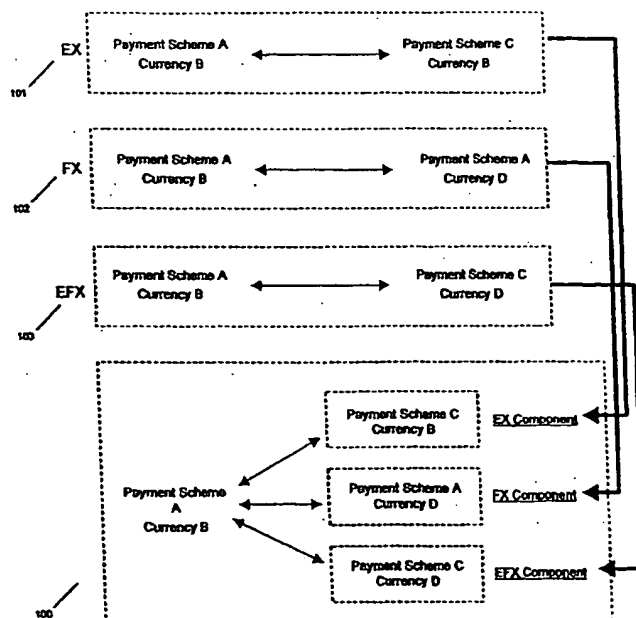 EX
Payment Scheme A
Currency B
Payment Scheme C
Currency B
101
FX
Payment Scheme A
Currency B
Payment Scheme A
Currency D
102
EFX
Payment Scheme A
Currency B
Payment Scheme C
Currency D
103
Payment Scheme C
Currency B
EX Component
Payment Scheme
A
Currency B
Payment Scheme A
Currency D
FX Component
Payment Scheme C
Currency D
EFX Component
100